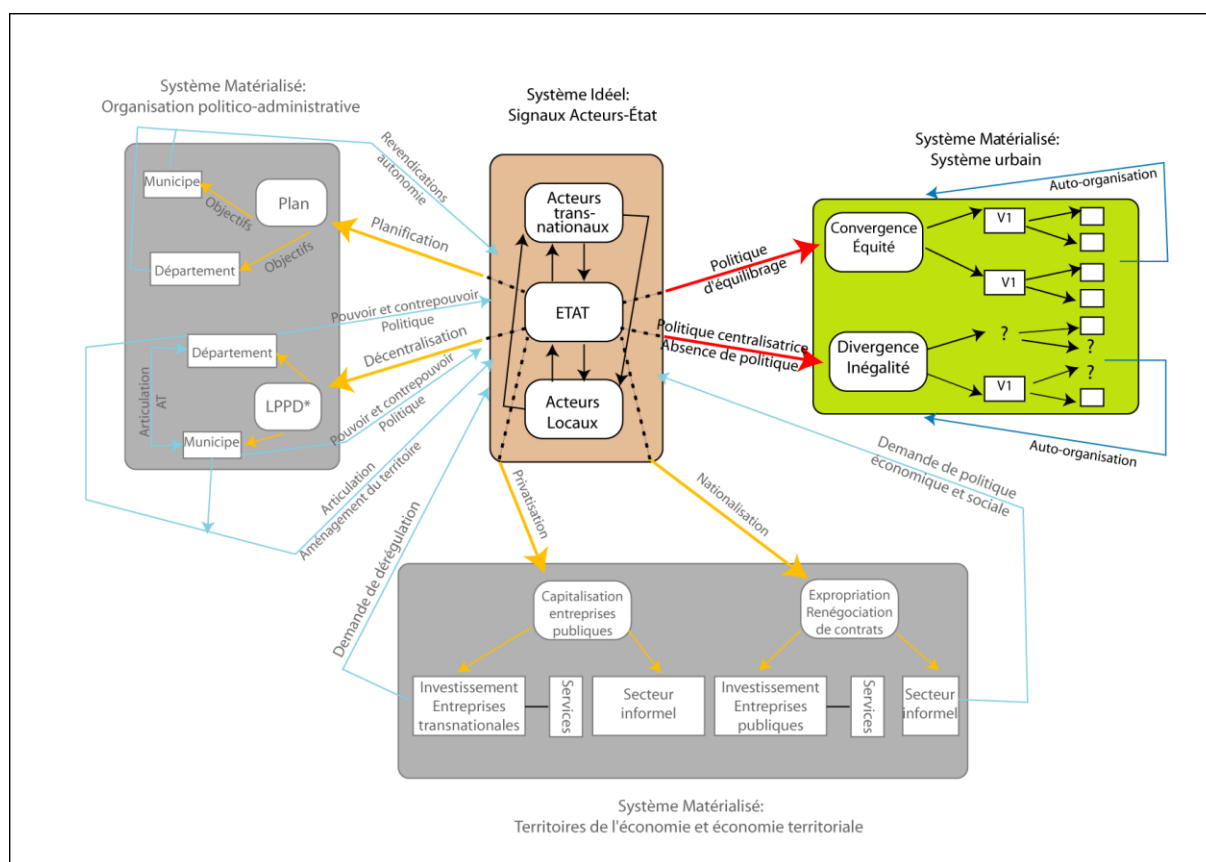 Système Matérialisé:
Organisation politico-administrative
Municipe
Plan
Objectifs
Objectifs
Département
Département
LPPD*
Municipe
Articulation
AT
Revendications
autonomie
Planification
Pouvoir et contrepouvoir
Politique
Décentralisation
Pouvoir et contrepouvoir
Politique
Articulation
Aménagement du territoire
Demande de dérégulation
Système Idéel:
Signaux Acteurs-État
Acteurs
trans-
nationaux
ETAT
Acteurs
Locaux
Politique
d'équilibrage
Politique centralisatrice
Absence de politique
Système Matérialisé:
Système urbain
Auto-organisation
Convergence
Équité
V1
V1
Divergence
Inégalité
?
?
?
V1
Auto-organisation
Demande de politique
économique et sociale
Privatisation
Nationalisation
Capitalisation
entreprises
publiques
Expropriation
Renégociation
de contrats
Investissement
Entreprises
transnationales
Services
Secteur
informel
Investissement
Entreprises
publiques
Services
Secteur
informel
Système Matérialisé:
Territoires de l'économie et économie territoriale